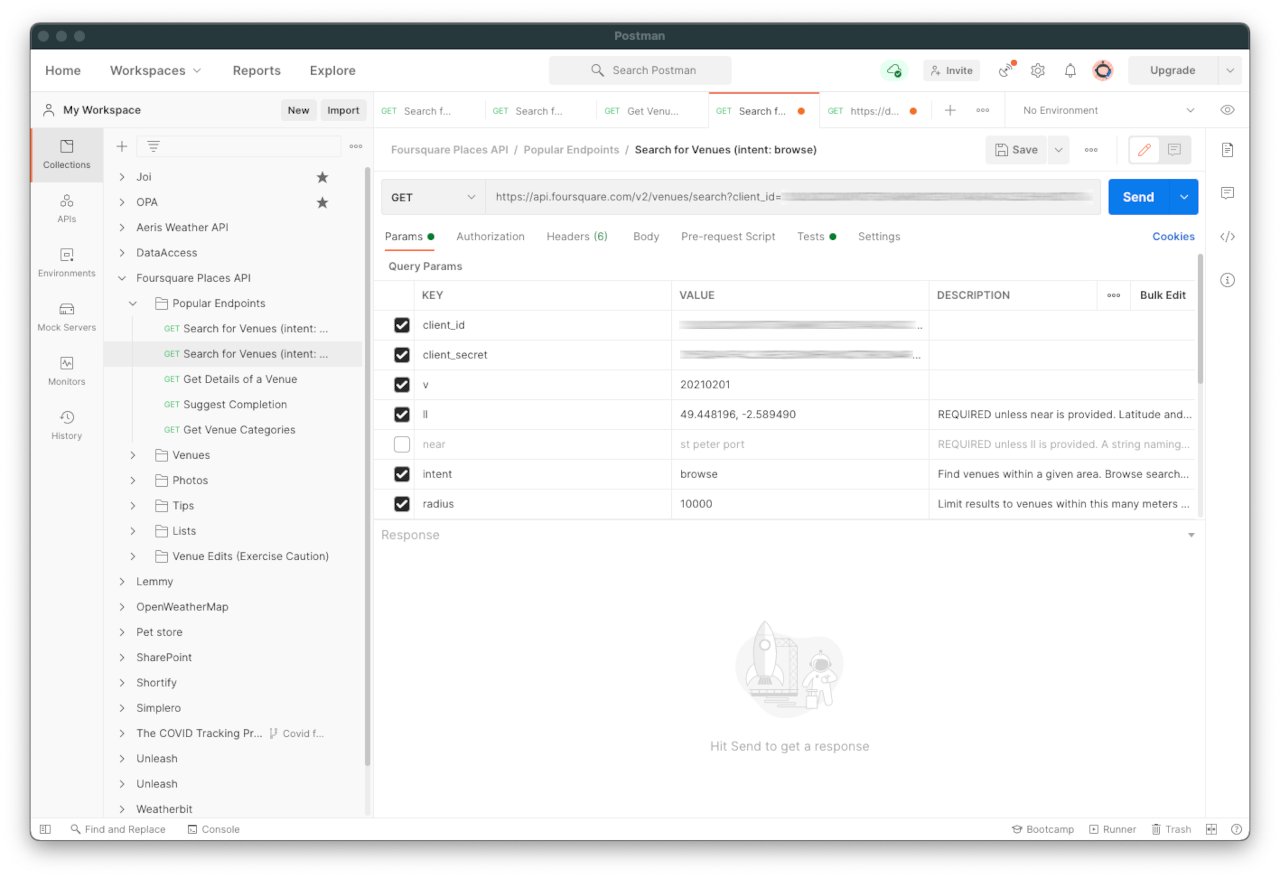 Postman
Home Workspaces Reports Explore Search Postman Invite Upgrade
My Workspace New Import
GET Search f... GET Search f... GET Get Venu... GET Search f... GET https://d... No Environment
Collections
APIs
Environments
Mock Servers
Monitors
History
Joi
OPA
Aeris Weather API
DataAccess
Foursquare Places API
Popular Endpoints
GET Search for Venues (intent: ...
GET Search for Venues (intent: ...
GET Get Details of a Venue
GET Suggest Completion
GET Get Venue Categories
Venues
Photos
Tips
Lists
Venue Edits (Exercise Caution)
Lemmy
OpenWeatherMap
Pet store
SharePoint
Shortify
Simplero
The COVID Tracking Pr... Covid f...
Unleash
Unleash
Weatherbit
Foursquare Places API / Popular Endpoints / Search for Venues (intent: browse) Save
GET https://api.foursquare.com/v2/venues/search?client_id= Send
Params Authorization Headers (6) Body Pre-request Script Tests Settings Cookies
Query Params
KEY VALUE DESCRIPTION Bulk Edit
client_id ..
client_secret ...
v 20210201
ll 49.448196, -2.589490 REQUIRED unless near is provided. Latitude and...
near st peter port REQUIRED unless ll is provided. A string naming...
intent browse Find venues within a given area. Browse search...
radius 10000 Limit results to venues within this many meters ...
Response
Hit Send to get a response
Find and Replace Console Bootcamp Runner Trash